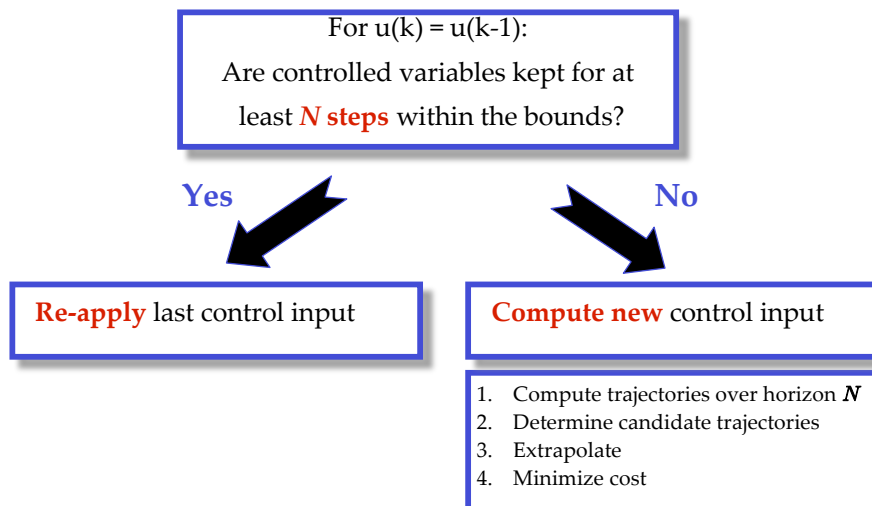 For u(k) = u(k-1):
Are controlled variables kept for at
least N steps within the bounds?
Yes
No
Re-apply last control input
Compute new control input
1. Compute trajectories over horizon N
2. Determine candidate trajectories
3. Extrapolate
4. Minimize cost